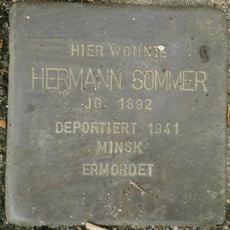 HIER WOHNTE
HERMANN SOMMER
JG. 1892
DEPORTIERT 1941
MINSK
ERMORDET